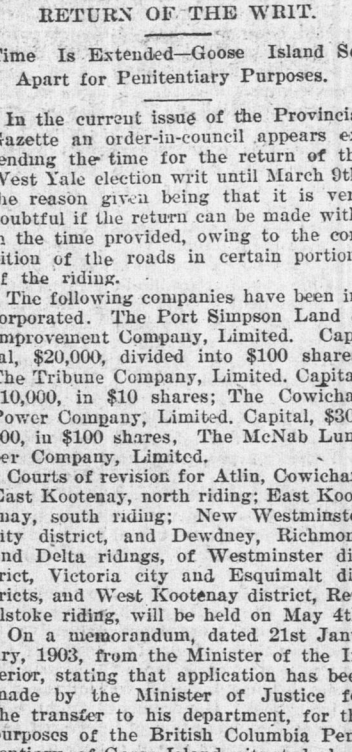 RETURN OF THE WRIT.
Time Is Extended—Goose Island Se
Apart for Penitentiary Purposes.
In the current issue of the Provincia
Gazette an order-in-council appears ex
tending the time for the return of th
West Yale election writ until March 9th
the reason given being that it is ver
doubtful if the return can be made with
n the time provided, owing to the con
dition of the roads in certain portion
of the riding.
The following companies have been in
corporated. The Port Simpson Land
Improvement Company, Limited. Cap
al, $20,000, divided into $100 share
The Tribune Company, Limited. Capita
10,000, in $10 shares; The Cowicha
Power Company, Limited. Capital, $30
00, in $100 shares, The McNab Lum
er Company, Limited.
Courts of revision for Atlin, Cowichan
East Kootenay, north riding; East Koo
nay, south riding; New Westminste
ity district, and Dewdney, Richmon
nd Delta ridings, of Westminster di
rict, Victoria city and Esquimalt di
ricts, and West Kootenay district, Re
lstoke riding, will be held on May 4t
On a memorandum, dated 21st Janu
ry, 1903, from the Minister of the In
erior, stating that application has bee
made by the Minister of Justice fo
he transfer to his department, for th
urposes of the British Columbia Pen